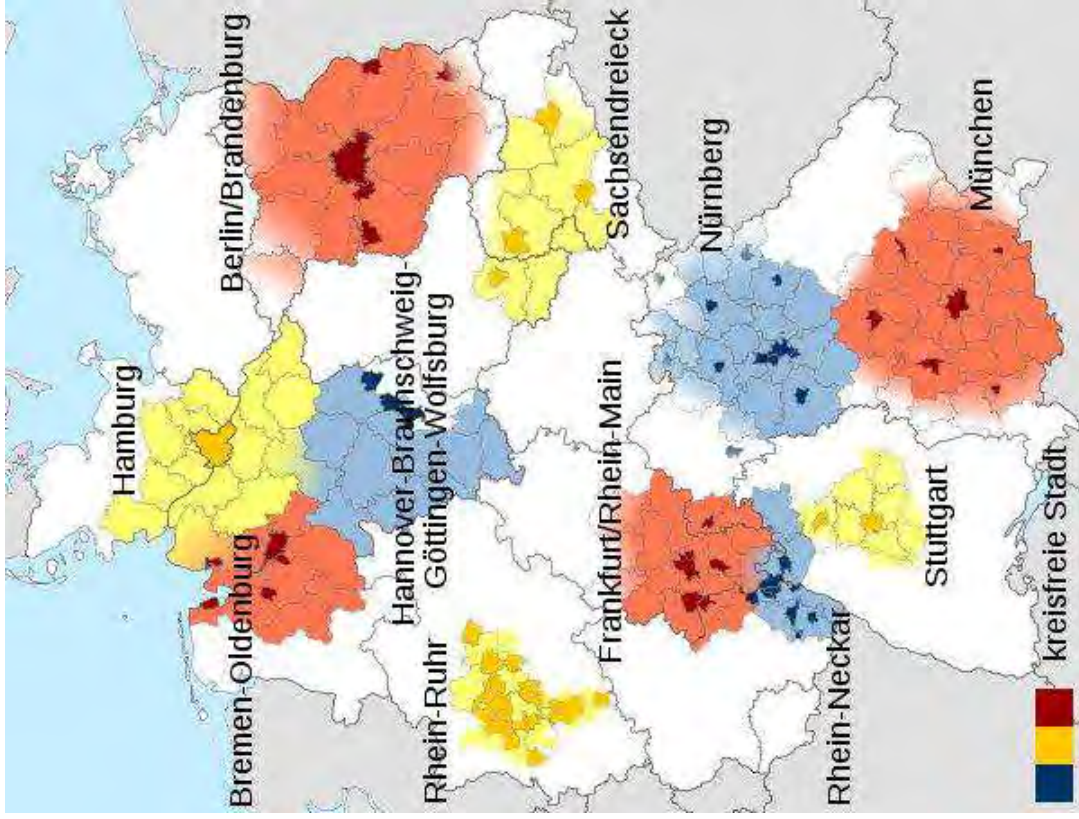 Hamburg
Bremen-Oldenburg
Berlin/Brandenburg
Hannover-Braunschweig-
Göttingen-Wolfsburg
Rhein-Ruhr
Sachsendreieck
Frankfurt/Rhein-Main
Nürnberg
Rhein-Neckar
Stuttgart
München
kreisfreie Stadt